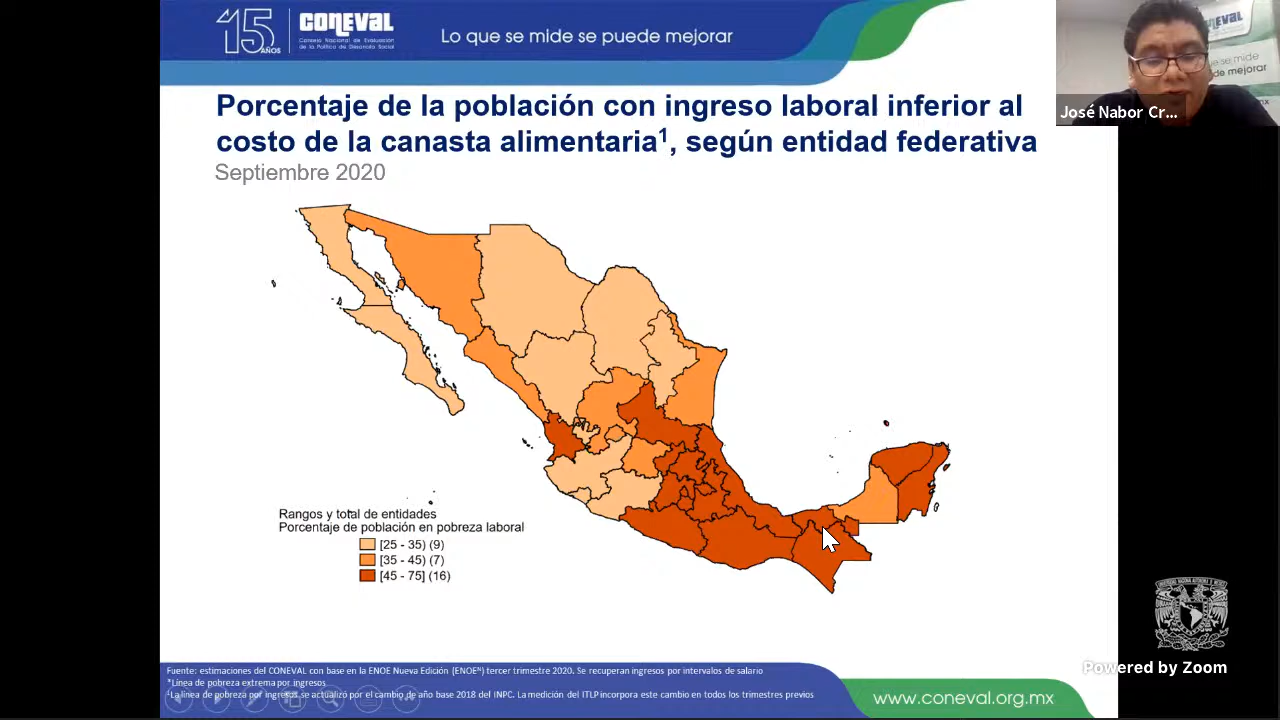 15 AÑOS
CONEVAL
Consejo Nacional de Evaluación
de la Política de Desarrollo Social
Lo que se mide se puede mejorar
Porcentaje de la población con ingreso laboral inferior al
costo de la canasta alimentaria¹, según entidad federativa
Septiembre 2020
José Nabor Cr...
de mejorar
Rangos y total de entidades
Porcentaje de población en pobreza laboral
[25 - 35) (9)
[35 - 45) (7)
[45 - 75] (16)
Fuente: estimaciones del CONEVAL con base en la ENOE Nueva Edición (ENOEᴺ) tercer trimestre 2020. Se recuperan ingresos por intervalos de salario
*Línea de pobreza extrema por ingresos
¹La línea de pobreza por ingresos se actualizó por el cambio de año base 2018 del INPC. La medición del ITLP incorpora este cambio en todos los trimestres previos
www.coneval.org.mx
Powered by Zoom